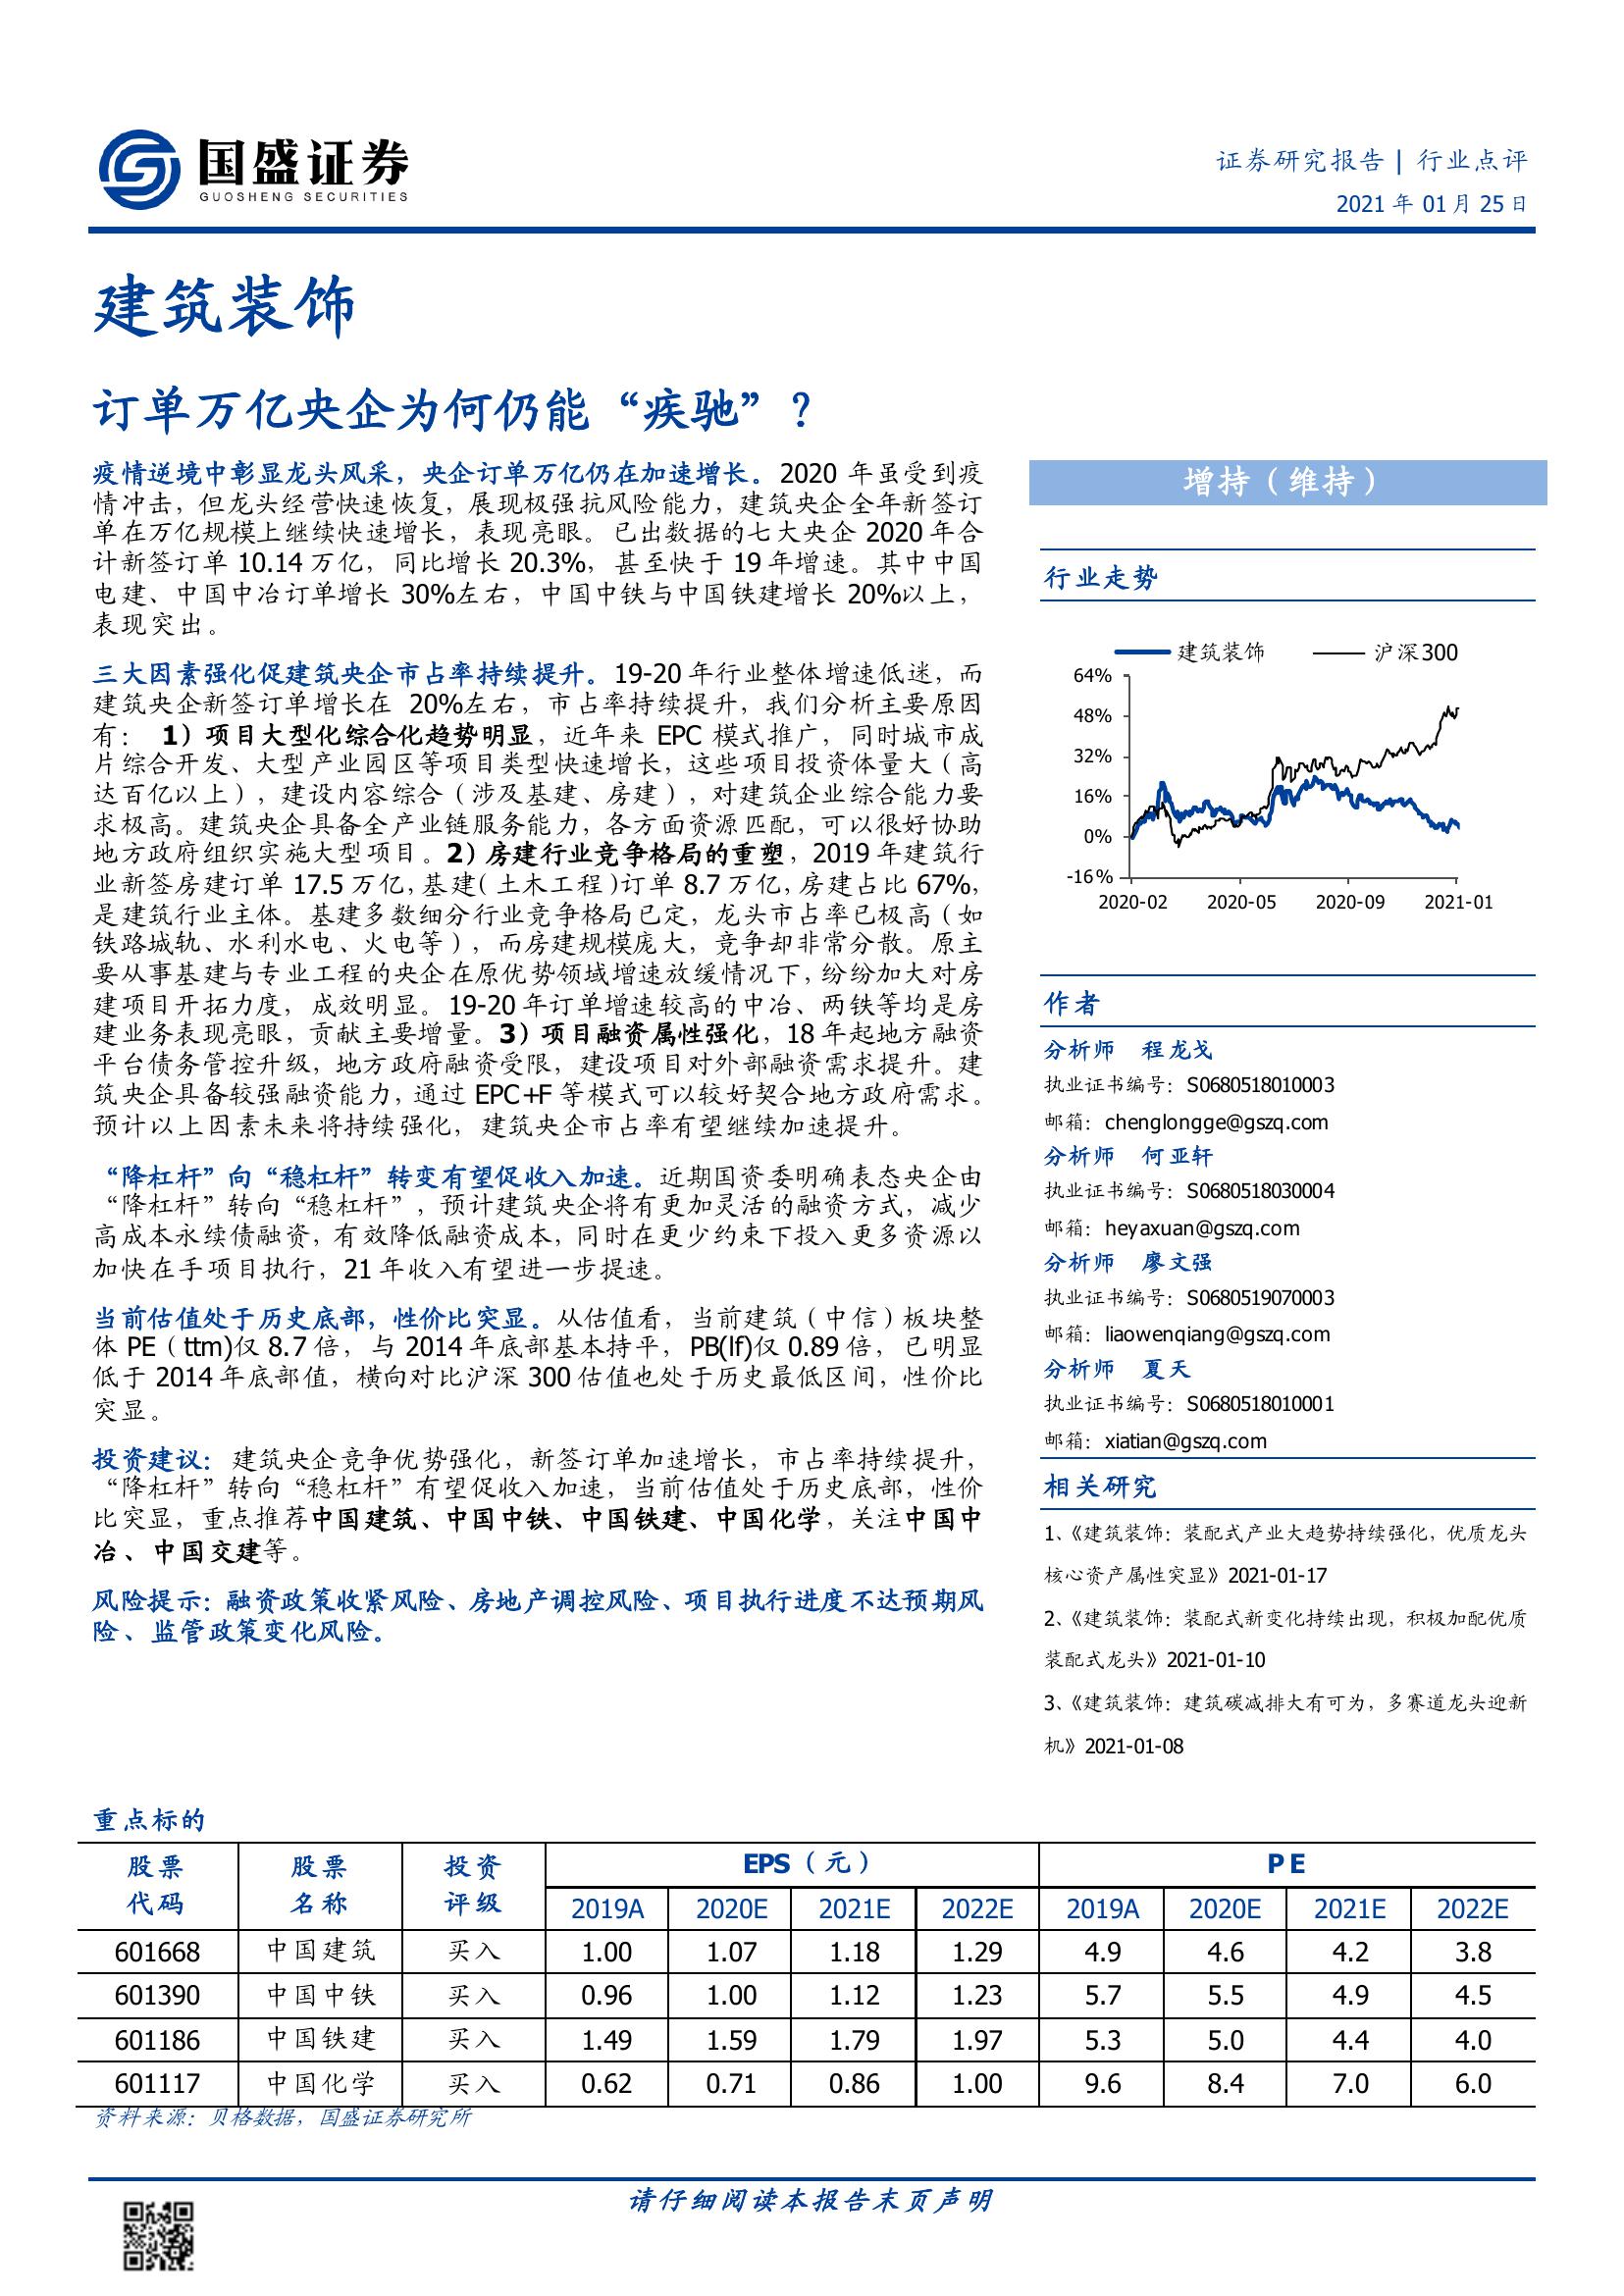 国盛证券
GUOSHENG SECURITIES
证券研究报告 | 行业点评
2021 年 01 月 25 日
建筑装饰
订单万亿央企为何仍能“疾驰”?
疫情逆境中彰显龙头风采，央企订单万亿仍在加速增长。2020 年虽受到疫
情冲击，但龙头经营快速恢复，展现极强抗风险能力，建筑央企全年新签订
单在万亿规模上继续快速增长，表现亮眼。已出数据的七大央企 2020 年合
计新签订单 10.14 万亿，同比增长 20.3%，甚至快于 19 年增速。其中中国
电建、中国中冶订单增长 30%左右，中国中铁与中国铁建增长 20%以上，
表现突出。
三大因素强化促建筑央企市占率持续提升。19-20 年行业整体增速低迷，而
建筑央企新签订单增长在 20%左右，市占率持续提升，我们分析主要原因
有： 1）项目大型化综合化趋势明显，近年来 EPC 模式推广，同时城市成
片综合开发、大型产业园区等项目类型快速增长，这些项目投资体量大（高
达百亿以上），建设内容综合（涉及基建、房建），对建筑企业综合能力要
求极高。建筑央企具备全产业链服务能力，各方面资源匹配，可以很好协助
地方政府组织实施大型项目。2）房建行业竞争格局的重塑，2019 年建筑行
业新签房建订单 17.5 万亿，基建（土木工程）订单 8.7 万亿，房建占比 67%，
是建筑行业主体。基建多数细分行业竞争格局已定，龙头市占率已极高（如
铁路城轨、水利水电、火电等），而房建规模庞大，竞争却非常分散。原主
要从事基建与专业工程的央企在原优势领域增速放缓情况下，纷纷加大对房
建项目开拓力度，成效明显。19-20 年订单增速较高的中冶、两铁等均是房
建业务表现亮眼，贡献主要增量。3）项目融资属性强化，18 年起地方融资
平台债务管控升级，地方政府融资受限，建设项目对外部融资需求提升。建
筑央企具备较强融资能力，通过 EPC+F 等模式可以较好契合地方政府需求。
预计以上因素未来将持续强化，建筑央企市占率有望继续加速提升。
“降杠杆”向“稳杠杆”转变有望促收入加速。近期国资委明确表态央企由
“降杠杆”转向“稳杠杆”，预计建筑央企将有更加灵活的融资方式，减少
高成本永续债融资，有效降低融资成本，同时在更少约束下投入更多资源以
加快在手项目执行，21 年收入有望进一步提速。
当前估值处于历史底部，性价比突显。从估值看，当前建筑（中信）板块整
体 PE（ttm)仅 8.7 倍，与 2014 年底部基本持平，PB(lf)仅 0.89 倍，已明显
低于 2014 年底部值，横向对比沪深 300 估值也处于历史最低区间，性价比
突显。
投资建议：建筑央企竞争优势强化，新签订单加速增长，市占率持续提升，
“降杠杆”转向“稳杠杆”有望促收入加速，当前估值处于历史底部，性价
比突显，重点推荐中国建筑、中国中铁、中国铁建、中国化学，关注中国中
冶、中国交建等。
风险提示：融资政策收紧风险、房地产调控风险、项目执行进度不达预期风
险、监管政策变化风险。
增持（维持）
行业走势
建筑装饰 沪深300
64%
48%
32%
16%
0%
-16%
2020-02 2020-05 2020-09 2021-01
作者
分析师 程龙戈
执业证书编号：S0680518010003
邮箱：chenglongge@gszq.com
分析师 何亚轩
执业证书编号：S0680518030004
邮箱：heyaxuan@gszq.com
分析师 廖文强
执业证书编号：S0680519070003
邮箱：liaowenqiang@gszq.com
分析师 夏天
执业证书编号：S0680518010001
邮箱：xiatian@gszq.com
相关研究
1、《建筑装饰：装配式产业大趋势持续强化，优质龙头
核心资产属性突显》2021-01-17
2、《建筑装饰：装配式新变化持续出现，积极加配优质
装配式龙头》2021-01-10
3、《建筑装饰：建筑碳减排大有可为，多赛道龙头迎新
机》2021-01-08
重点标的
股票 股票 投资 EPS（元） PE
代码 名称 评级 2019A 2020E 2021E 2022E 2019A 2020E 2021E 2022E
601668 中国建筑 买入 1.00 1.07 1.18 1.29 4.9 4.6 4.2 3.8
601390 中国中铁 买入 0.96 1.00 1.12 1.23 5.7 5.5 4.9 4.5
601186 中国铁建 买入 1.49 1.59 1.79 1.97 5.3 5.0 4.4 4.0
601117 中国化学 买入 0.62 0.71 0.86 1.00 9.6 8.4 7.0 6.0
资料来源：贝格数据，国盛证券研究所
请仔细阅读本报告末页声明